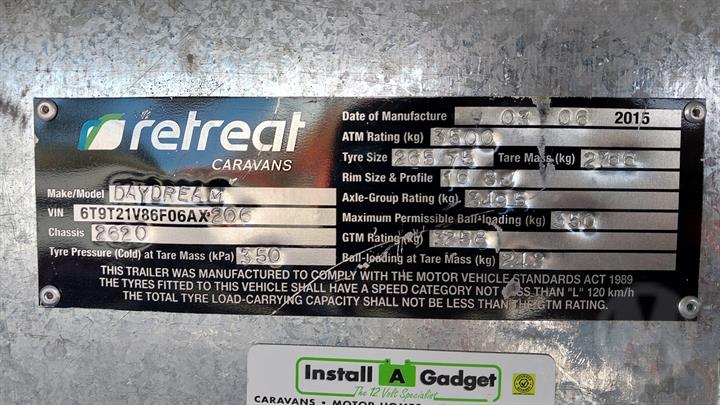 retreat
CARAVANS
Make/Model DAYDREAM
VIN 6T9T21V86F06AX206
Chassis 2620
Tyre Pressure (Cold) at Tare Mass (kPa) 350
Date of Manufacture 2015
ATM Rating (kg) 3500
Tyre Size Tare Mass (kg)
Rim Size & Profile
Axle-Group Rating (kg)
Maximum Permissible Ball-loading (kg) 350
GTM Rating (kg)
Ball-loading at Tare Mass (kg)
THIS TRAILER WAS MANUFACTURED TO COMPLY WITH THE MOTOR VEHICLE STANDARDS ACT 1989
THE TYRES FITTED TO THIS VEHICLE SHALL HAVE A SPEED CATEGORY NOT LESS THAN "L" 120 km/h
THE TOTAL TYRE LOAD-CARRYING CAPACITY SHALL NOT BE LESS THAN THE GTM RATING.
Install A Gadget
The 12 Volt Specialist
CARAVANS • MOTOR HOMES